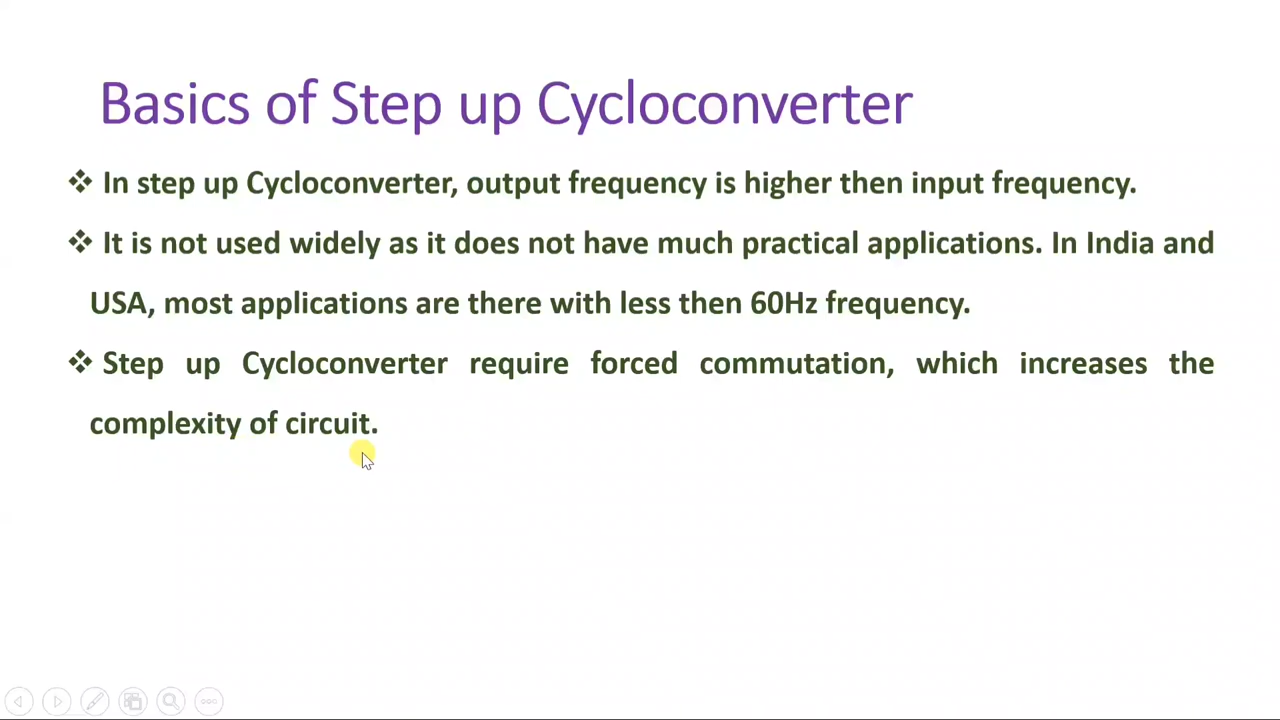 Basics of Step up Cycloconverter
❖ In step up Cycloconverter, output frequency is higher then input frequency.
❖ It is not used widely as it does not have much practical applications. In India and
USA, most applications are there with less then 60Hz frequency.
❖ Step up Cycloconverter require forced commutation, which increases the
complexity of circuit.